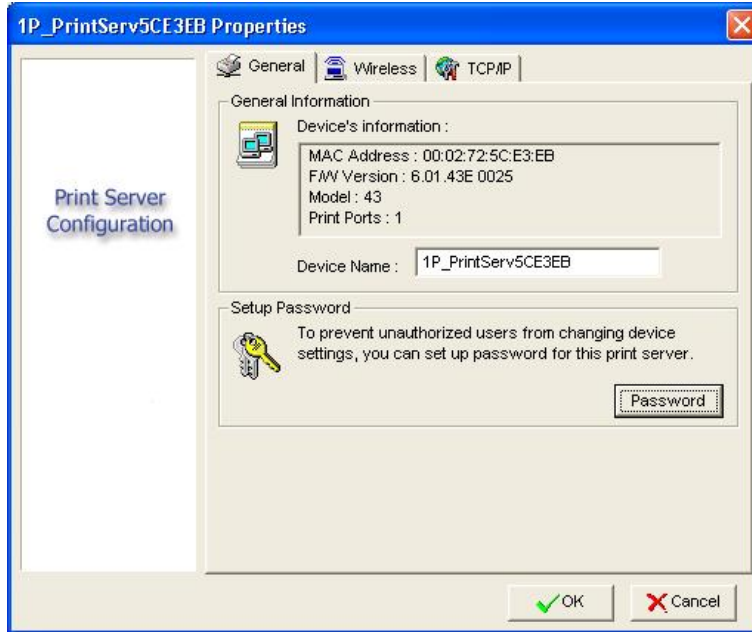 1P_PrintServ5CE3EB Properties
General
Wireless
TCP/IP
Print Server
Configuration
General Information
Device's information :
MAC Address : 00:02:72:5C:E3:EB
F/W Version : 6.01.43E 0025
Model : 43
Print Ports : 1
Device Name :
1P_PrintServ5CE3EB
Setup Password
To prevent unauthorized users from changing device
settings, you can set up password for this print server.
Password
OK
Cancel